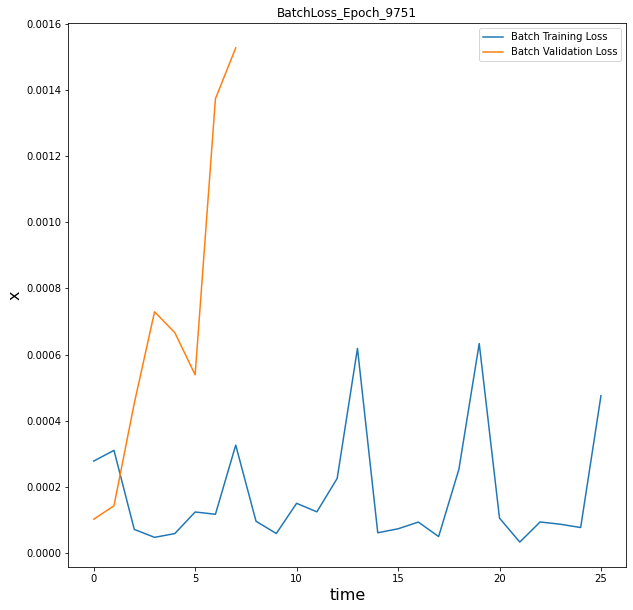 BatchLoss_Epoch_9751
Batch Training Loss
Batch Validation Loss
0.0016
0.0014
0.0012
0.0010
0.0008
0.0006
0.0004
0.0002
0.0000
x
0 5 10 15 20 25
time